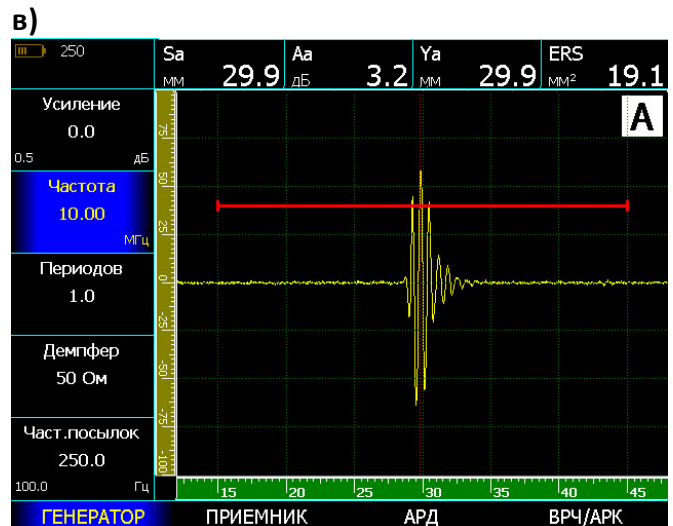 в)
250
Sa
мм 29.9
Aa
дБ 3.2
Ya
мм 29.9
ERS
мм² 19.1
Усиление
0.0
0.5 дБ
Частота
10.00
МГц
Периодов
1.0
Демпфер
50 Ом
Част.посылок
250.0
100.0 Гц
A
75
50
25
0
-25
-50
-75
-100
15 20 25 30 35 40 45
ГЕНЕРАТОР ПРИЕМНИК АРД ВРЧ/АРК